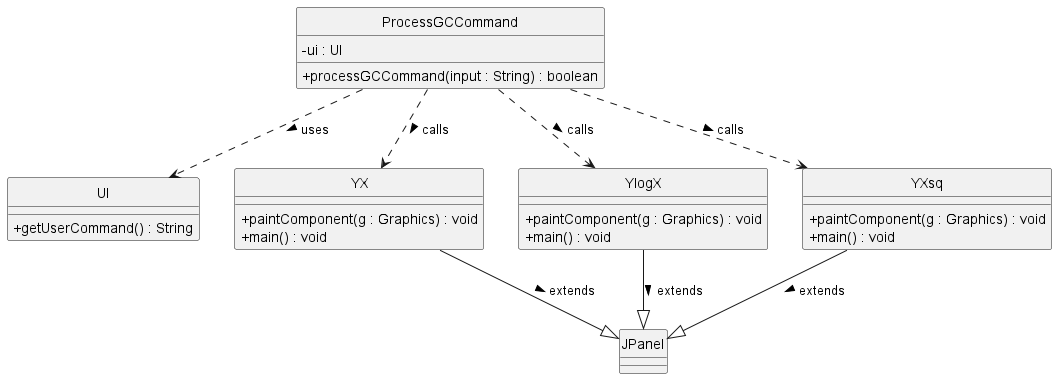 ProcessGCCommand
-ui : UI
+processGCCommand(input : String) : boolean
uses
calls
calls
calls
UI
+getUserCommand() : String
YX
+paintComponent(g : Graphics) : void
+main() : void
YlogX
+paintComponent(g : Graphics) : void
+main() : void
YXsq
+paintComponent(g : Graphics) : void
+main() : void
extends
extends
extends
JPanel